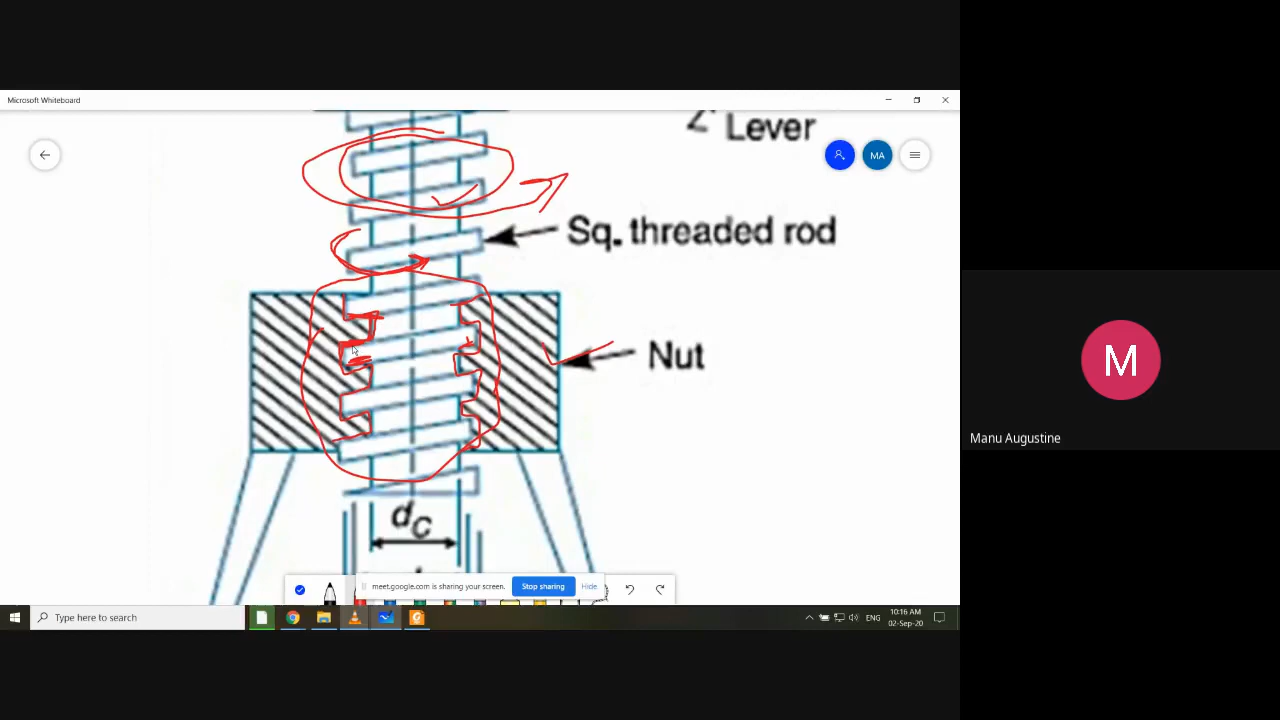 Microsoft Whiteboard
Lever
MA
Sq. threaded rod
Nut
M
Manu Augustine
dC
meet.google.com is sharing your screen.
Stop sharing
Hide
Type here to search
ENG
10:16 AM
02-Sep-20